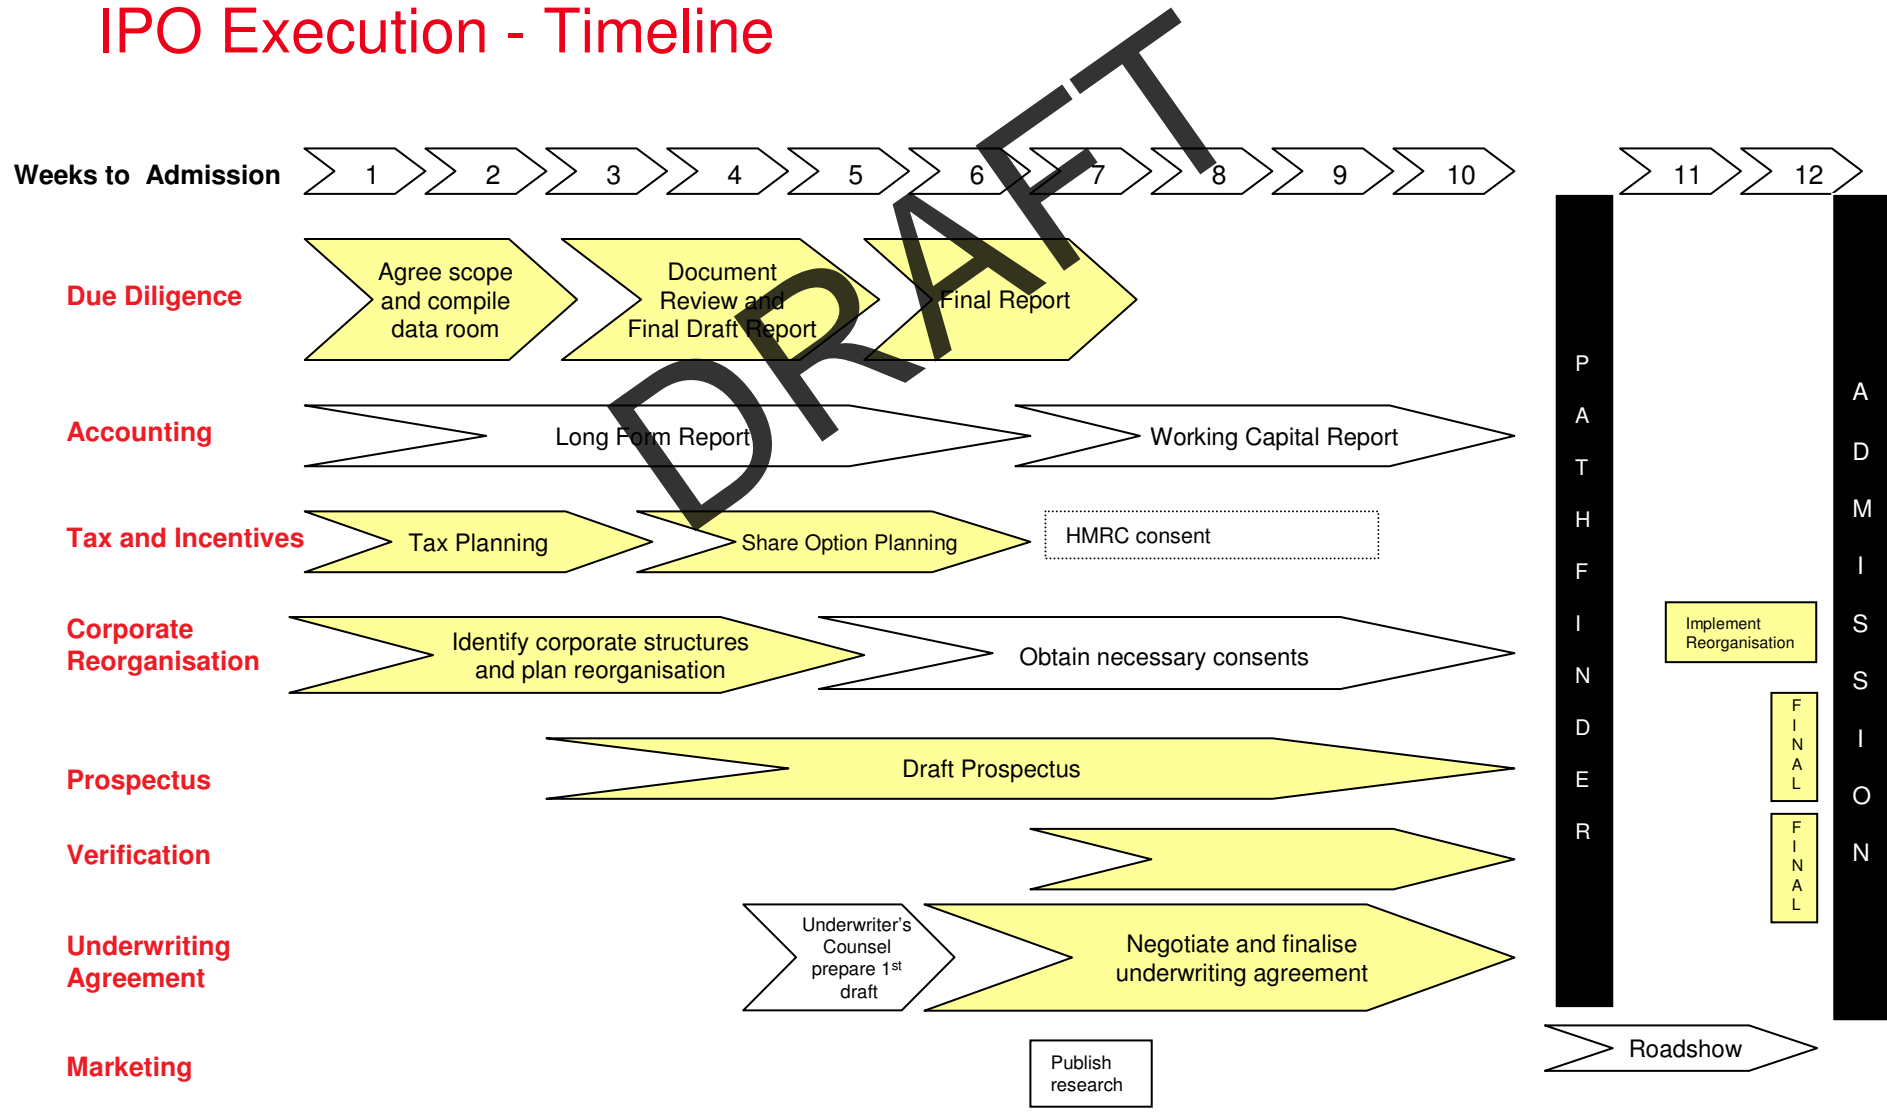 IPO Execution - Timeline
Weeks to Admission 1 2 3 4 5 6 7 8 9 10 11 12
DRAFT
Due Diligence
Agree scope
and compile
data room
Document
Review and
Final Draft Report
Final Report
Accounting
Long Form Report
Working Capital Report
Tax and Incentives
Tax Planning
Share Option Planning
HMRC consent
Corporate
Reorganisation
Identify corporate structures
and plan reorganisation
Obtain necessary consents
Implement
Reorganisation
Prospectus
Draft Prospectus
FINAL
Verification
FINAL
Underwriting
Agreement
Underwriter’s
Counsel
prepare 1st
draft
Negotiate and finalise
underwriting agreement
Marketing
Publish
research
Roadshow
PATHFINDER
ADMISSION